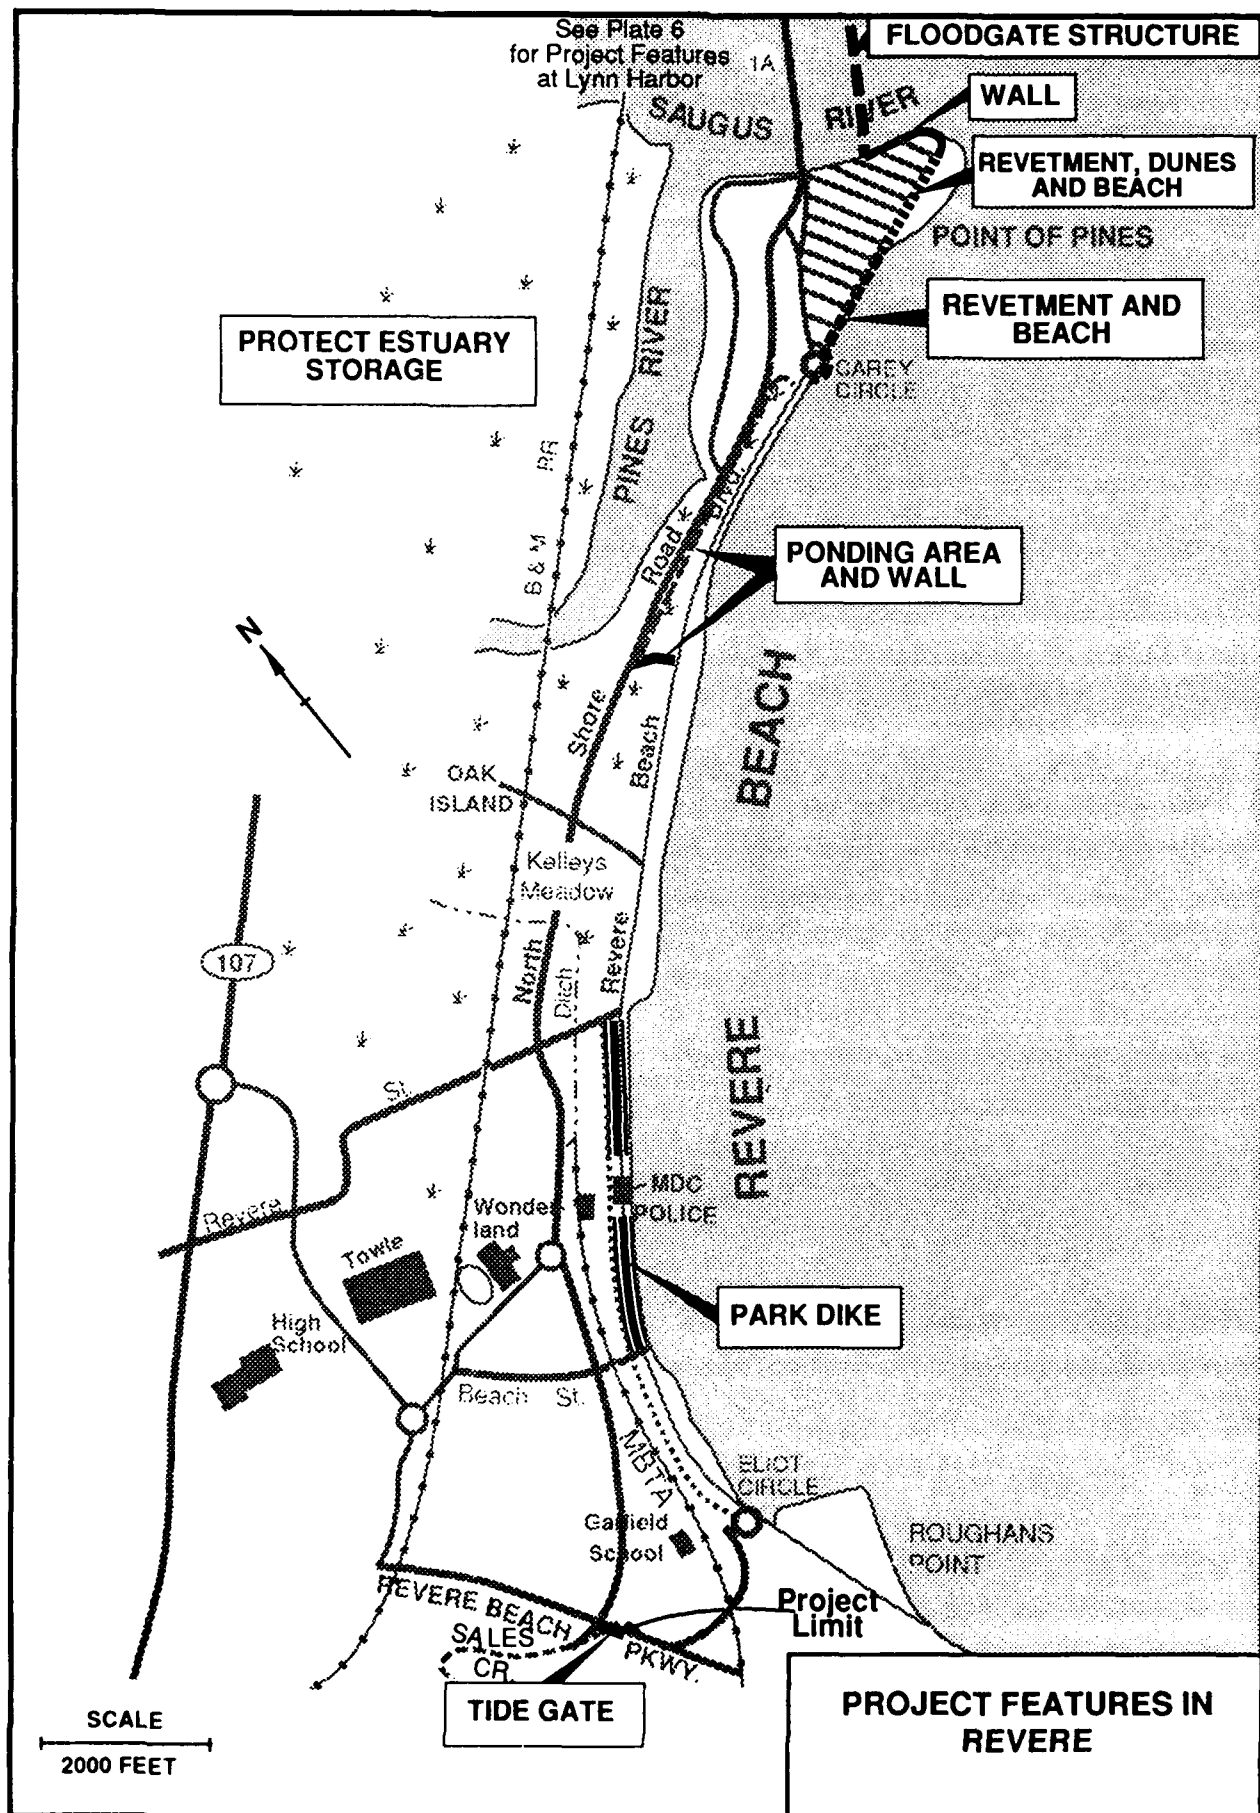 See Plate 6
for Project Features
at Lynn Harbor
1A
FLOODGATE STRUCTURE
WALL
SAUGUS RIVER
REVETMENT, DUNES
AND BEACH
POINT OF PINES
REVETMENT AND
BEACH
PROTECT ESTUARY
STORAGE
PINES RIVER
CAREY
CIRCLE
B & M RR
Blvd.
Road
PONDING AREA
AND WALL
N
Shore
Beach
OAK
ISLAND
Kelleys
Meadow
REVERE BEACH
107
North
Ditch
Revere
St.
Revere
MDC
POLICE
Wonder-
land
Towle
PARK DIKE
High
School
Beach St.
MBTA
ELIOT
CIRCLE
Garfield
School
ROUGHANS
POINT
REVERE BEACH PKWY.
Project
Limit
SALES
CR.
TIDE GATE
SCALE
2000 FEET
PROJECT FEATURES IN
REVERE